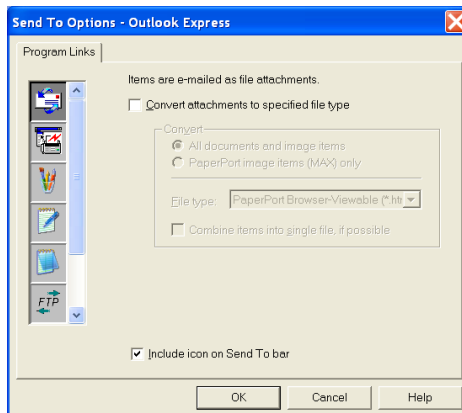 Send To Options - Outlook Express
Program Links
Items are e-mailed as file attachments.
Convert attachments to specified file type
Convert
All documents and image items
PaperPort image items (MAX) only
File type: PaperPort Browser-Viewable (*.htr
Combine items into single file, if possible
FTP
Include icon on Send To bar
OK Cancel Help